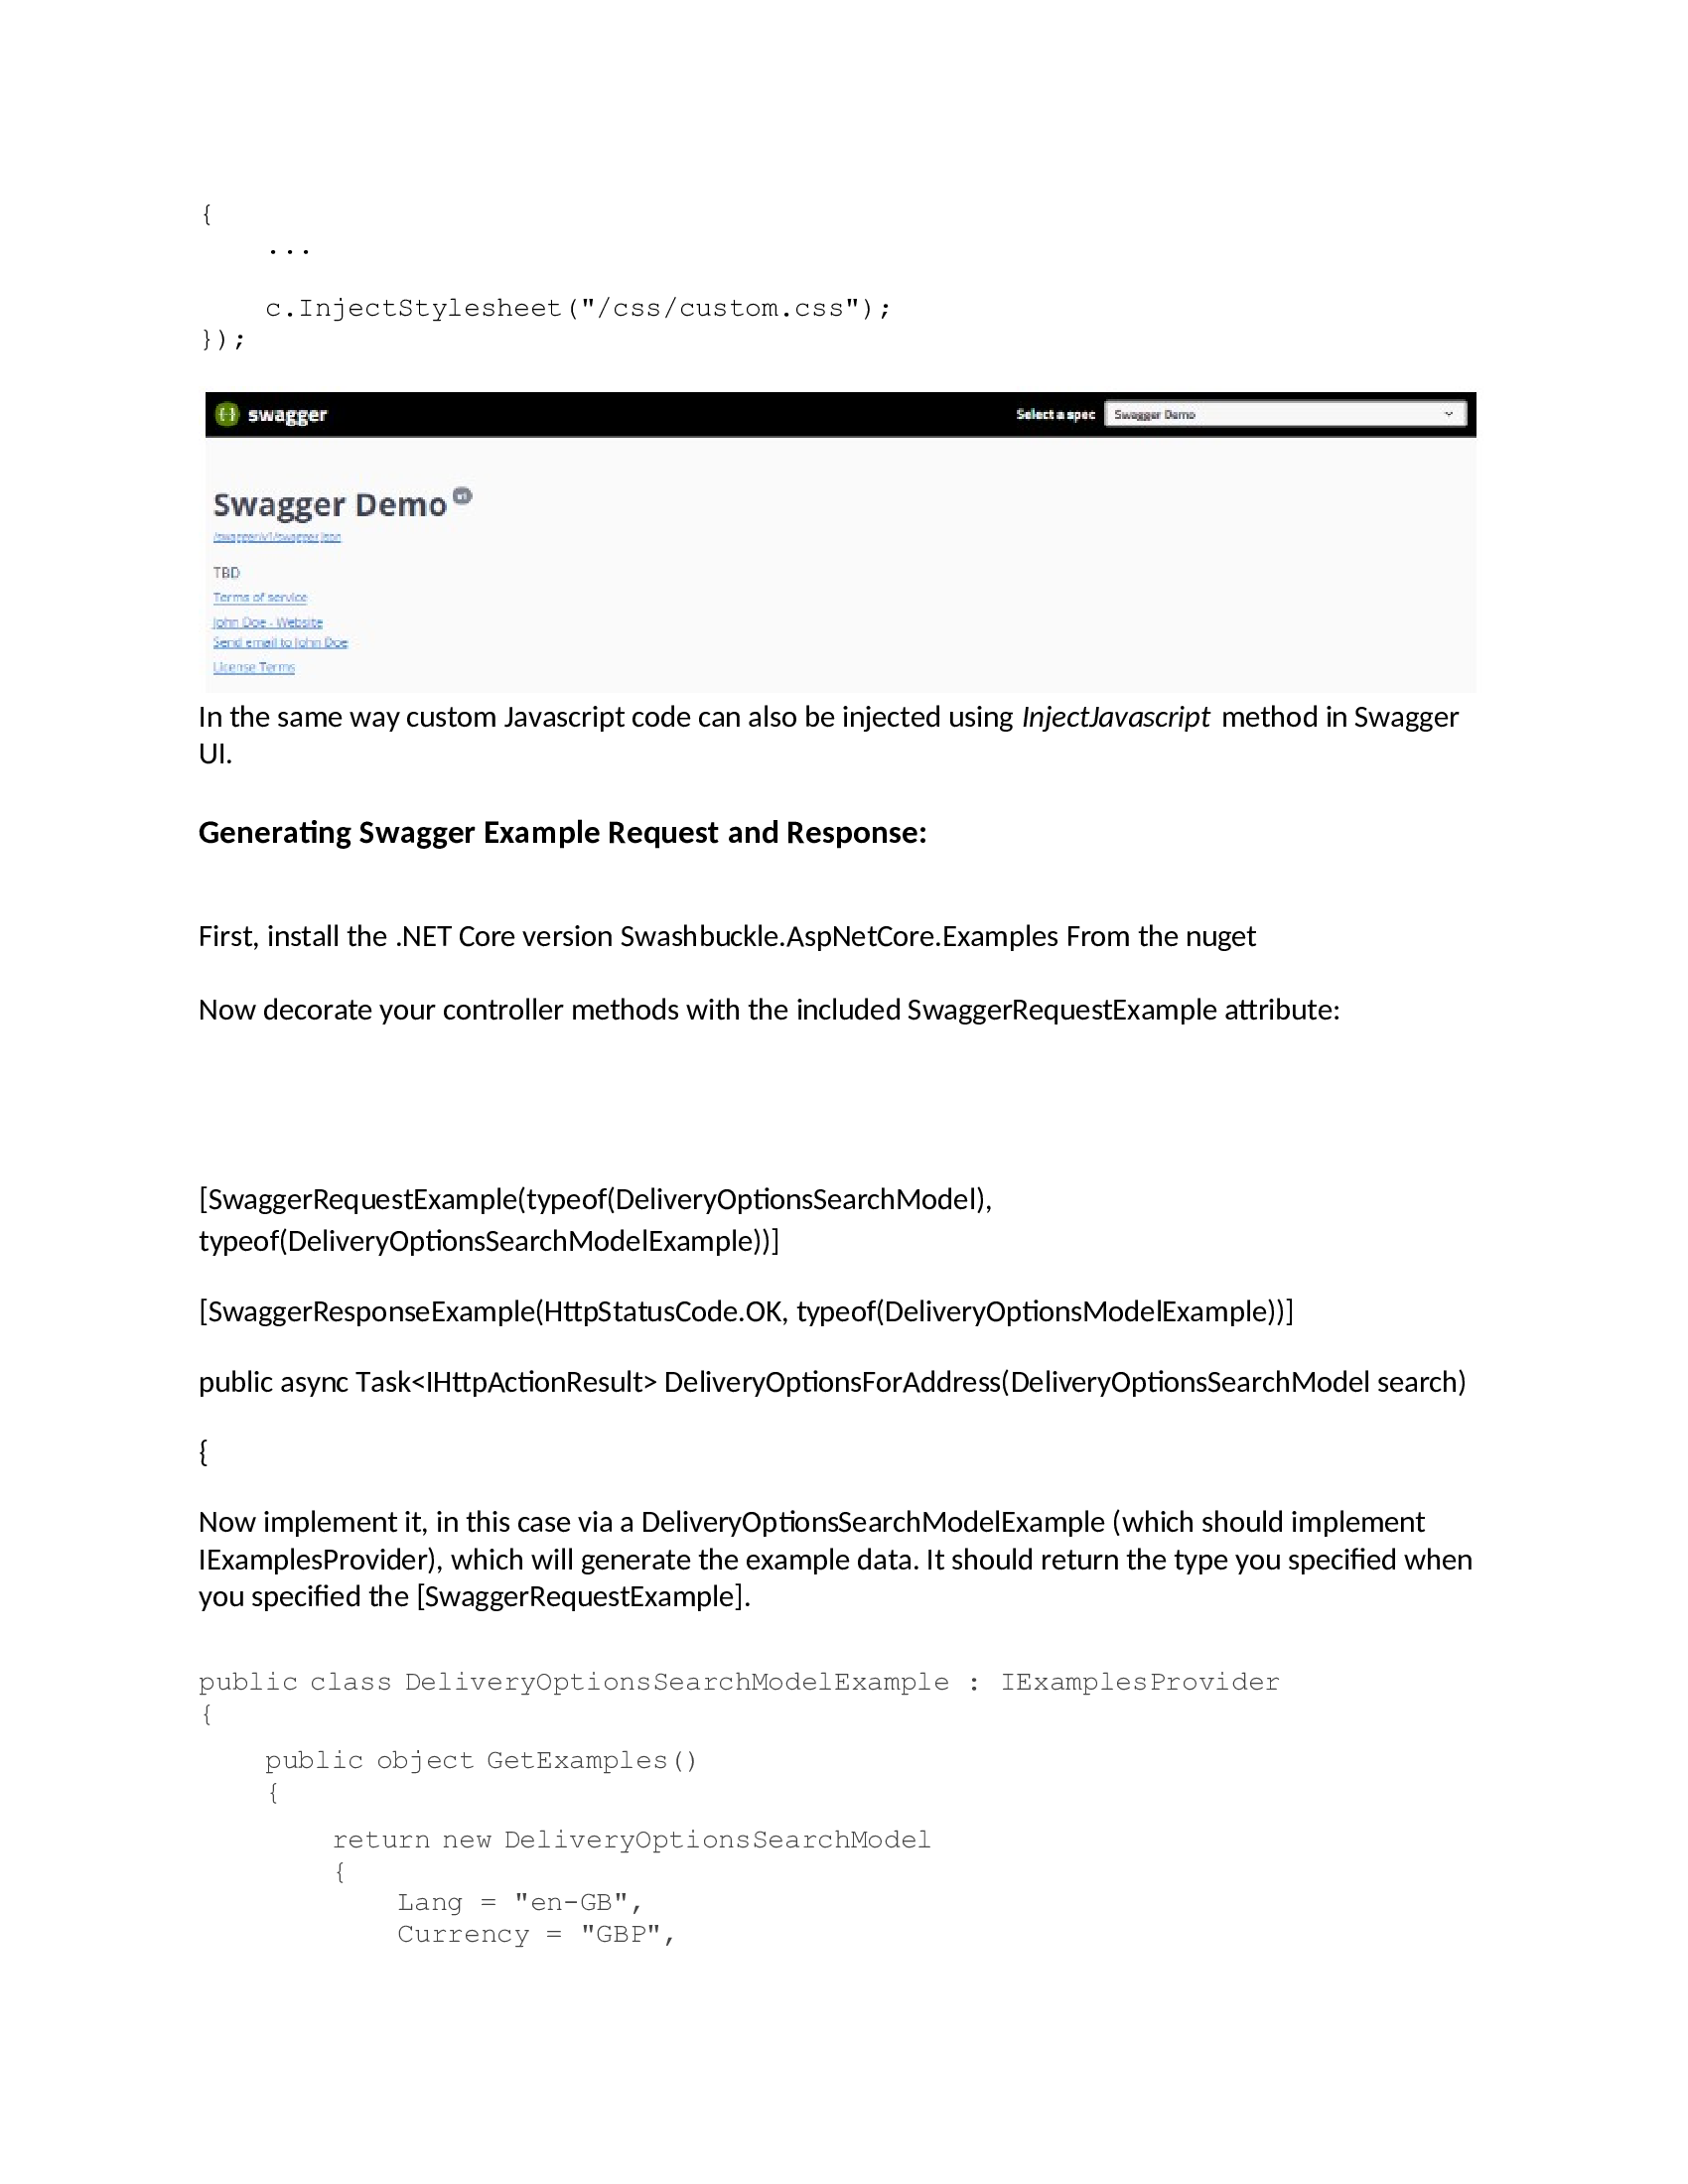 {
...
c.InjectStylesheet("/css/custom.css");
});
{··} swagger
Select a spec
Swagger Demo
Swagger Demo v1
/swagger/v1/swagger.json
TBD
Terms of service
John Doe - Website
Send email to John Doe
License Terms
In the same way custom Javascript code can also be injected using InjectJavascript method in Swagger
UI.
Generating Swagger Example Request and Response:
First, install the .NET Core version Swashbuckle.AspNetCore.Examples From the nuget
Now decorate your controller methods with the included SwaggerRequestExample attribute:
[SwaggerRequestExample(typeof(DeliveryOptionsSearchModel),
typeof(DeliveryOptionsSearchModelExample))]
[SwaggerResponseExample(HttpStatusCode.OK, typeof(DeliveryOptionsModelExample))]
public async Task<IHttpActionResult> DeliveryOptionsForAddress(DeliveryOptionsSearchModel search)
{
Now implement it, in this case via a DeliveryOptionsSearchModelExample (which should implement
IExamplesProvider), which will generate the example data. It should return the type you specified when
you specified the [SwaggerRequestExample].
public class DeliveryOptionsSearchModelExample : IExamplesProvider
{
public object GetExamples()
{
return new DeliveryOptionsSearchModel
{
Lang = "en-GB",
Currency = "GBP",